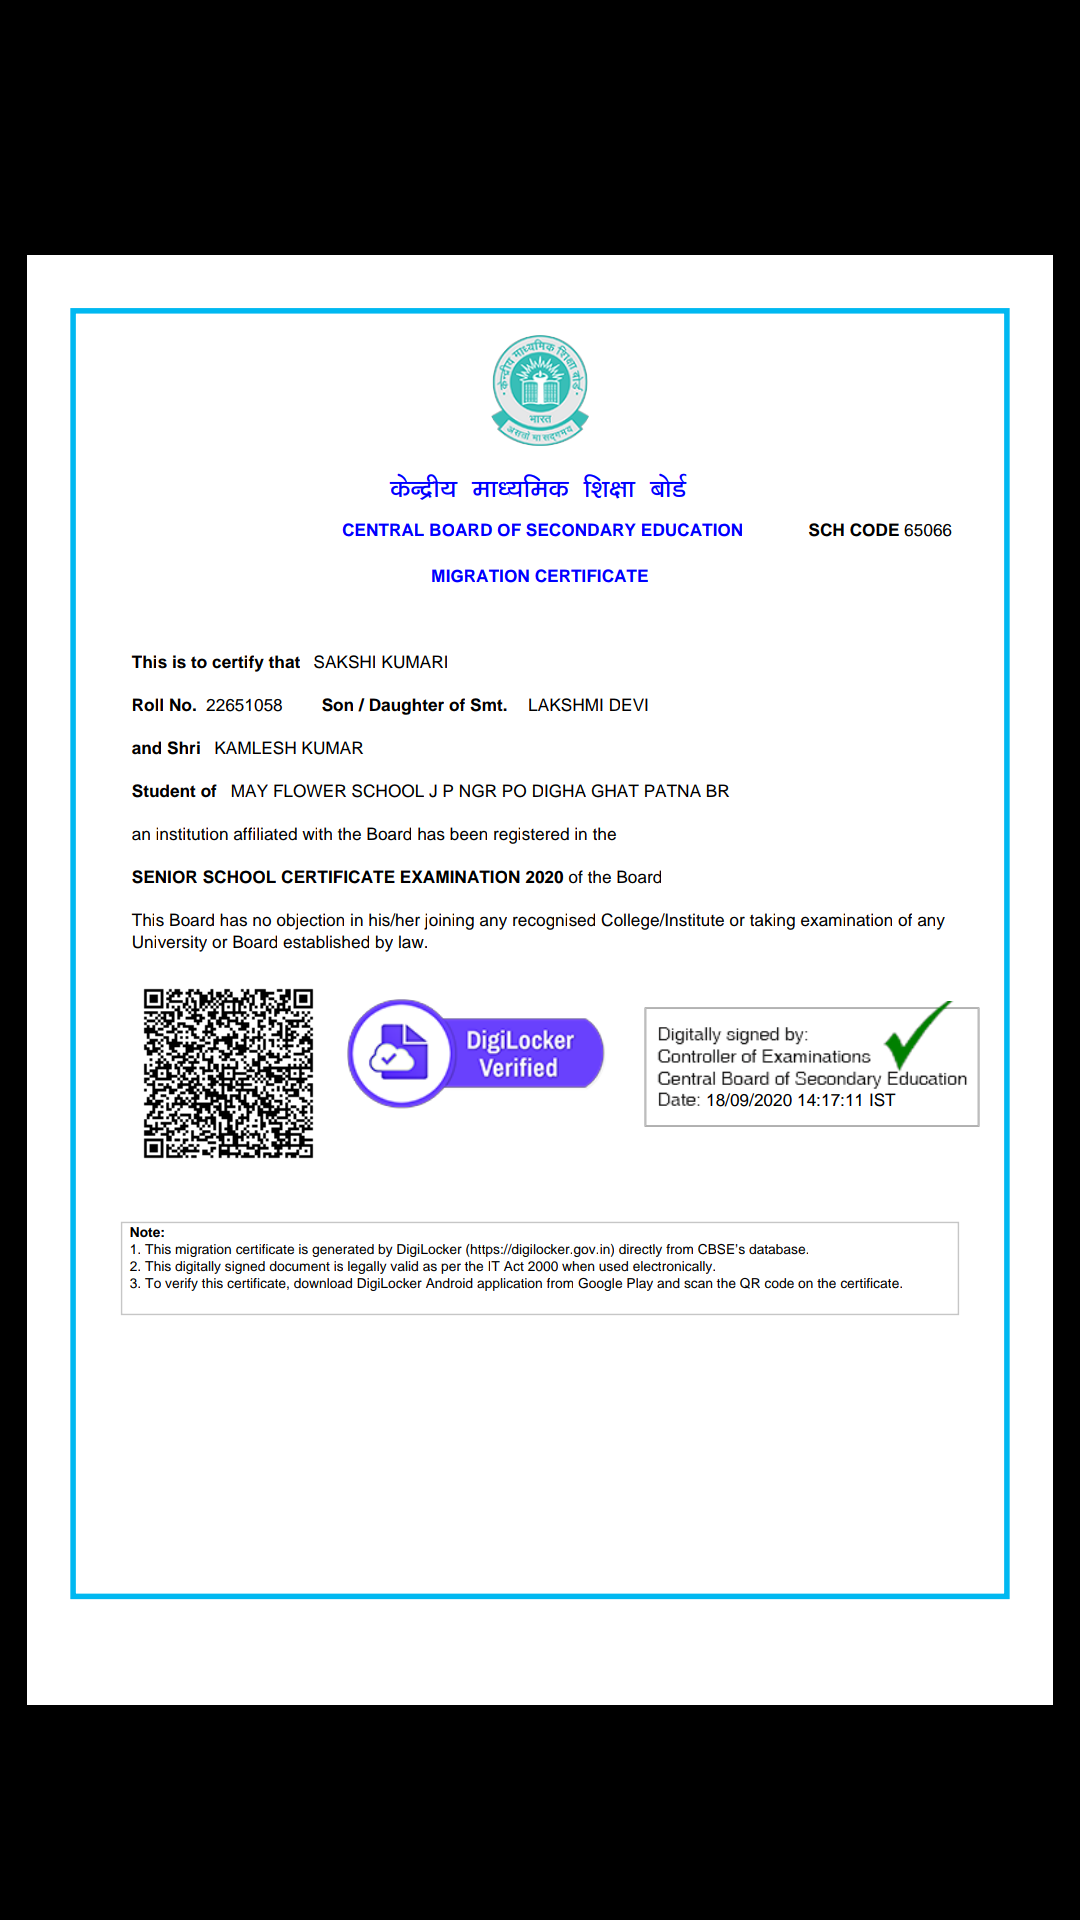 केन्द्रीय माध्यमिक शिक्षा बोर्ड
भारत
असतो मा सद्गमय
केन्द्रीय माध्यमिक शिक्षा बोर्ड
CENTRAL BOARD OF SECONDARY EDUCATION SCH CODE 65066
MIGRATION CERTIFICATE
This is to certify that SAKSHI KUMARI
Roll No. 22651058 Son / Daughter of Smt. LAKSHMI DEVI
and Shri KAMLESH KUMAR
Student of MAY FLOWER SCHOOL J P NGR PO DIGHA GHAT PATNA BR
an institution affiliated with the Board has been registered in the
SENIOR SCHOOL CERTIFICATE EXAMINATION 2020 of the Board
This Board has no objection in his/her joining any recognised College/Institute or taking examination of any
University or Board established by law.
DigiLocker
Verified
Digitally signed by:
Controller of Examinations
Central Board of Secondary Education
Date: 18/09/2020 14:17:11 IST
Note:
1. This migration certificate is generated by DigiLocker (https://digilocker.gov.in) directly from CBSE's database.
2. This digitally signed document is legally valid as per the IT Act 2000 when used electronically.
3. To verify this certificate, download DigiLocker Android application from Google Play and scan the QR code on the certificate.